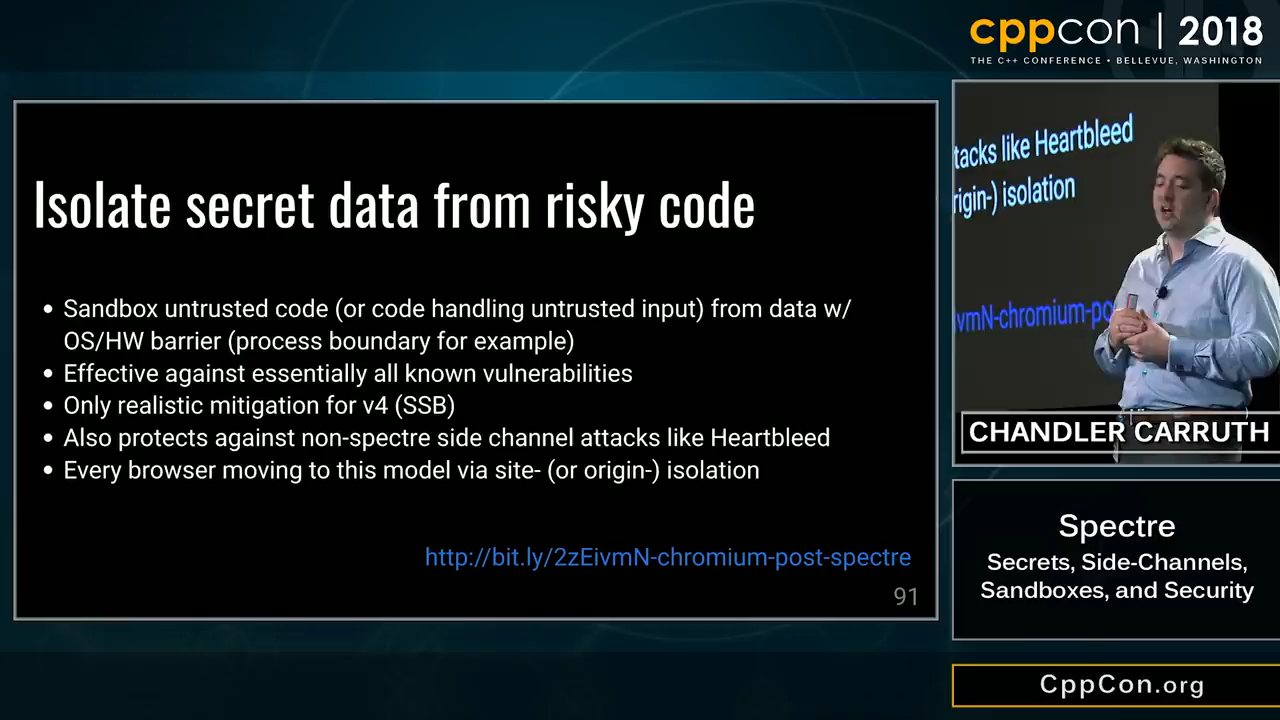 cppcon | 2018
THE C++ CONFERENCE • BELLEVUE, WASHINGTON
Isolate secret data from risky code
• Sandbox untrusted code (or code handling untrusted input) from data w/
OS/HW barrier (process boundary for example)
• Effective against essentially all known vulnerabilities
• Only realistic mitigation for v4 (SSB)
• Also protects against non-spectre side channel attacks like Heartbleed
• Every browser moving to this model via site- (or origin-) isolation
http://bit.ly/2zEivmN-chromium-post-spectre
91
tacks like Heartbleed
rigin-) isolation
ivmN-chromium-po
CHANDLER CARRUTH
Spectre
Secrets, Side-Channels,
Sandboxes, and Security
CppCon.org